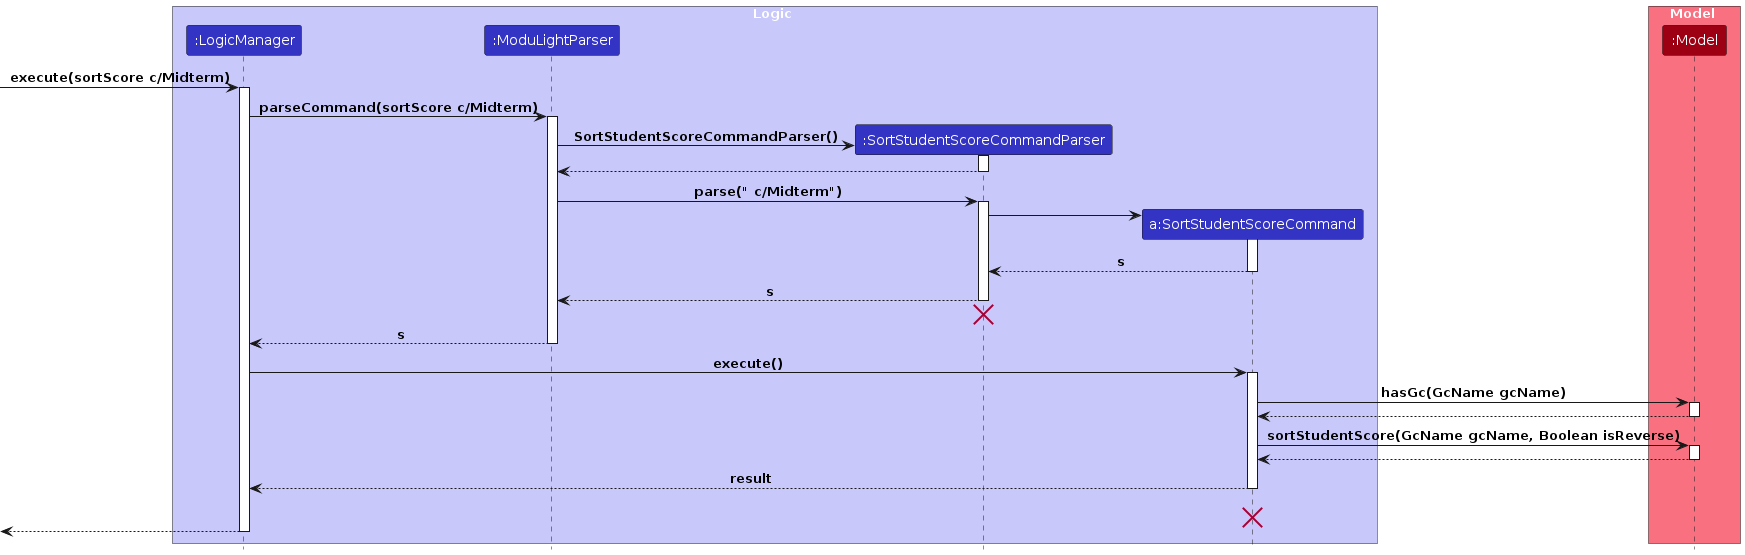 Logic
Model
:LogicManager
:ModuLightParser
:Model
execute(sortScore c/Midterm)
parseCommand(sortScore c/Midterm)
SortStudentScoreCommandParser()
:SortStudentScoreCommandParser
parse(" c/Midterm")
a:SortStudentScoreCommand
s
s
s
execute()
hasGc(GcName gcName)
sortStudentScore(GcName gcName, Boolean isReverse)
result